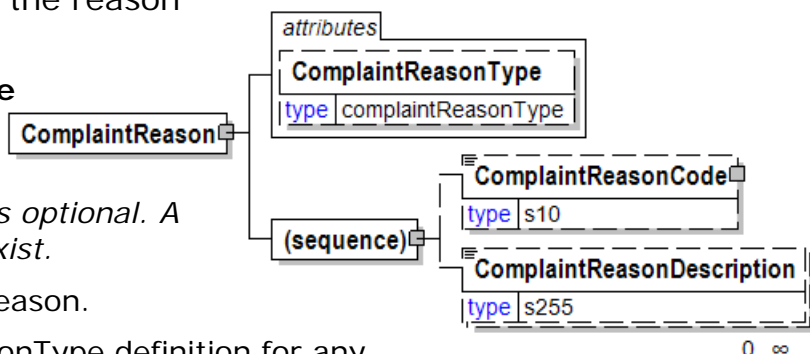 the reason
attributes
ComplaintReasonType
type complaintReasonType
e
ComplaintReason
ComplaintReasonCode
type s10
s optional. A
(sequence)
xist.
ComplaintReasonDescription
eason.
type s255
onType definition for any
0 ∞